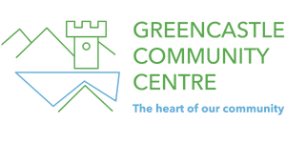 GREENCASTLE
COMMUNITY
CENTRE
The heart of our community